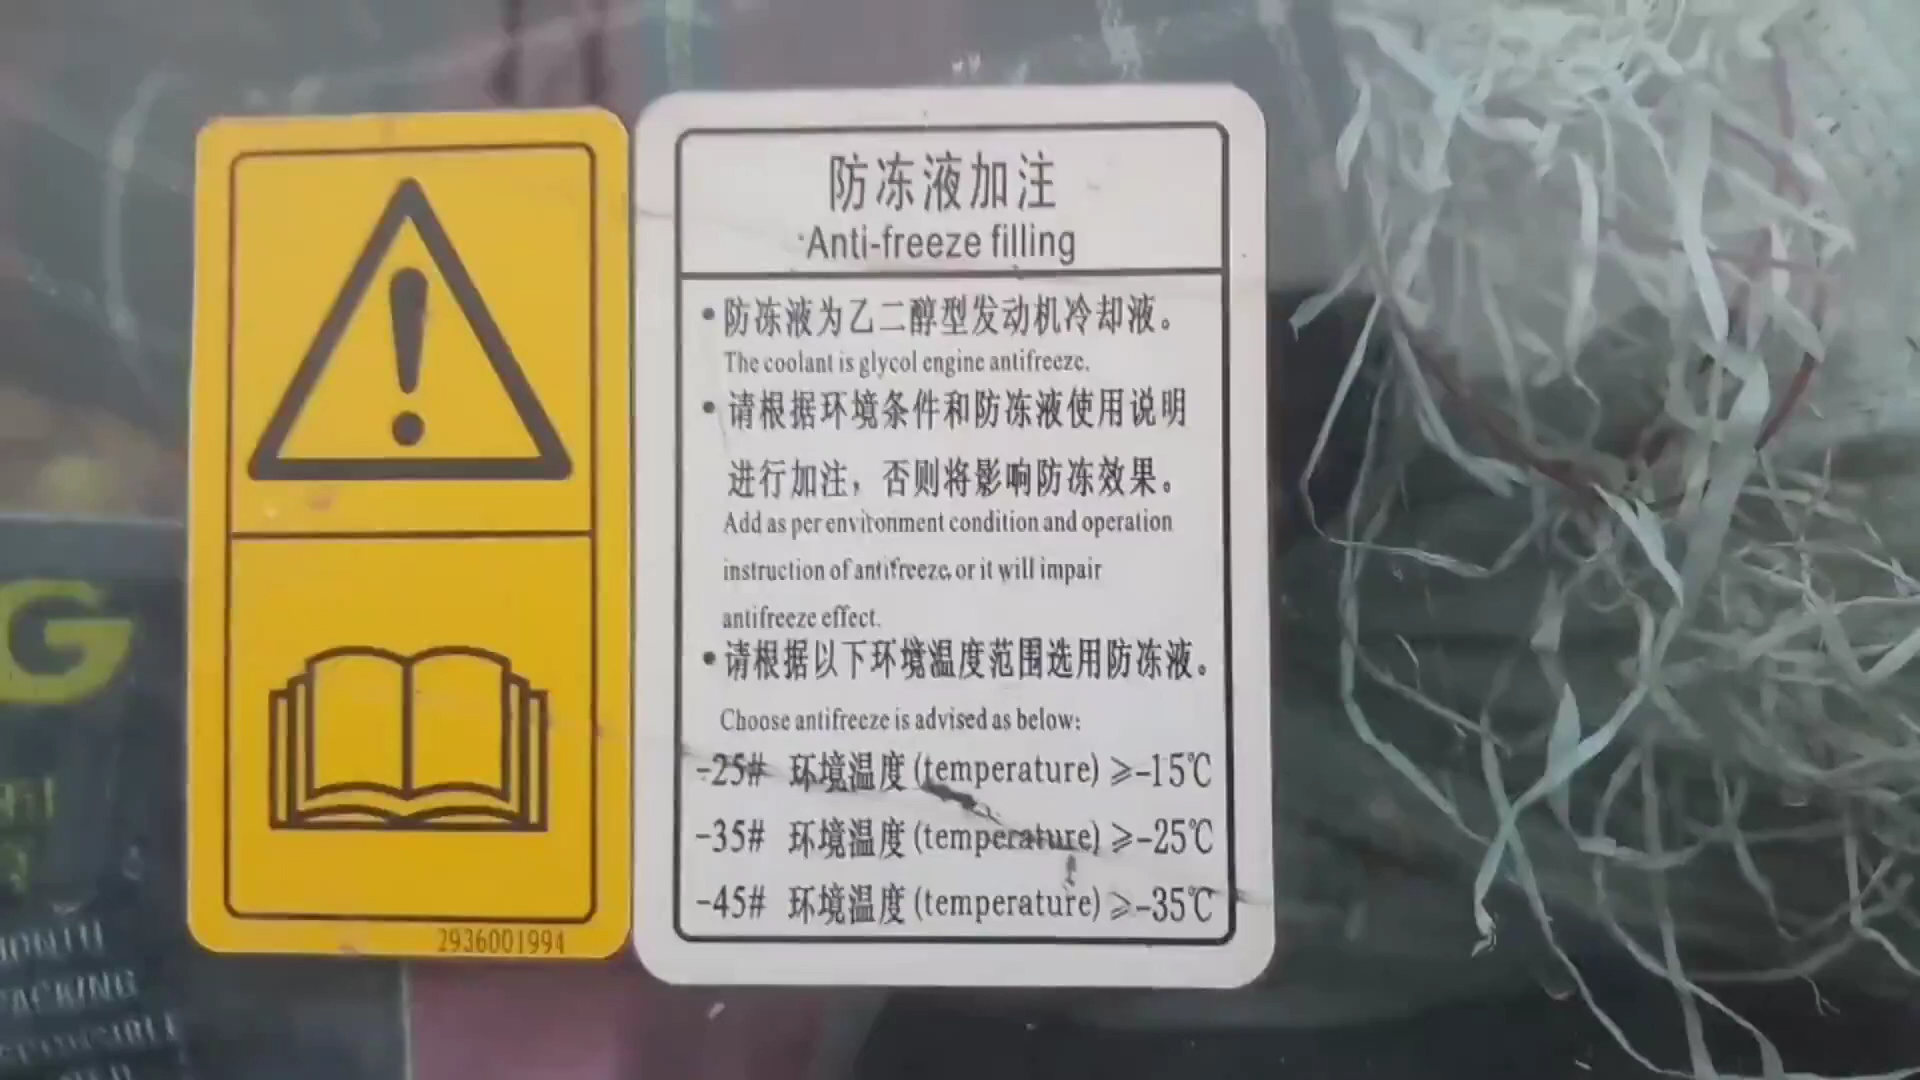 防冻液加注
Anti-freeze filling
• 防冻液为乙二醇型发动机冷却液。
The coolant is glycol engine antifreeze.
• 请根据环境条件和防冻液使用说明
进行加注，否则将影响防冻效果。
Add as per environment condition and operation
instruction of antifreeze, or it will impair
antifreeze effect.
• 请根据以下环境温度范围选用防冻液。
Choose antifreeze is advised as below:
-25# 环境温度 (temperature) ⩾-15℃
-35# 环境温度 (temperature) ⩾-25℃
-45# 环境温度 (temperature) ⩾-35℃
2936001994
G